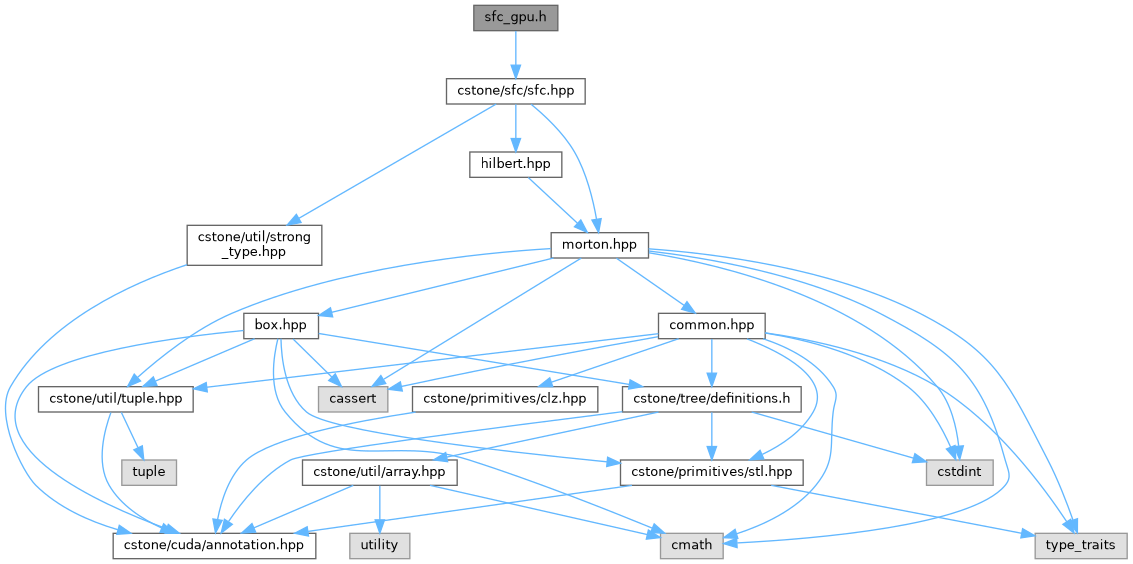 sfc_gpu.h
cstone/sfc/sfc.hpp
hilbert.hpp
cstone/util/strong
_type.hpp
morton.hpp
box.hpp
common.hpp
cstone/util/tuple.hpp
cassert
cstone/primitives/clz.hpp
cstone/tree/definitions.h
tuple
cstone/util/array.hpp
cstone/primitives/stl.hpp
cstdint
cstone/cuda/annotation.hpp
utility
cmath
type_traits